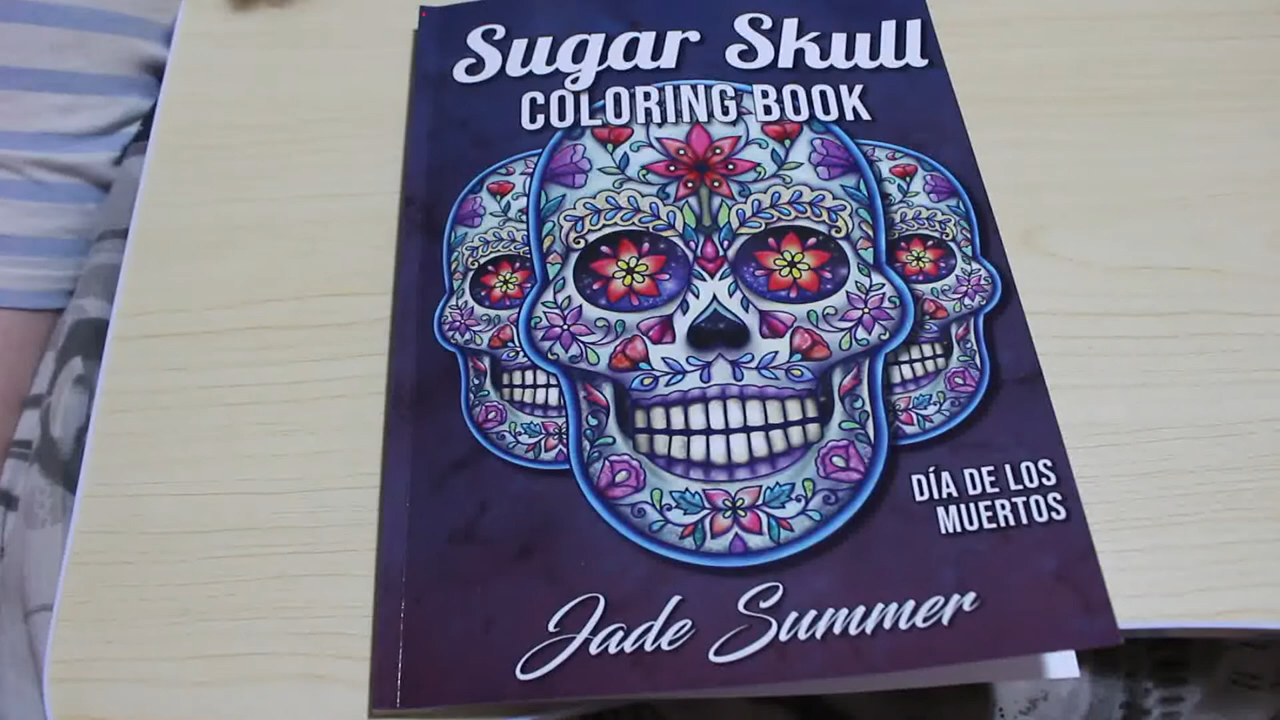 Sugar Skull
COLORING BOOK
DÍA DE LOS
MUERTOS
Jade Summer